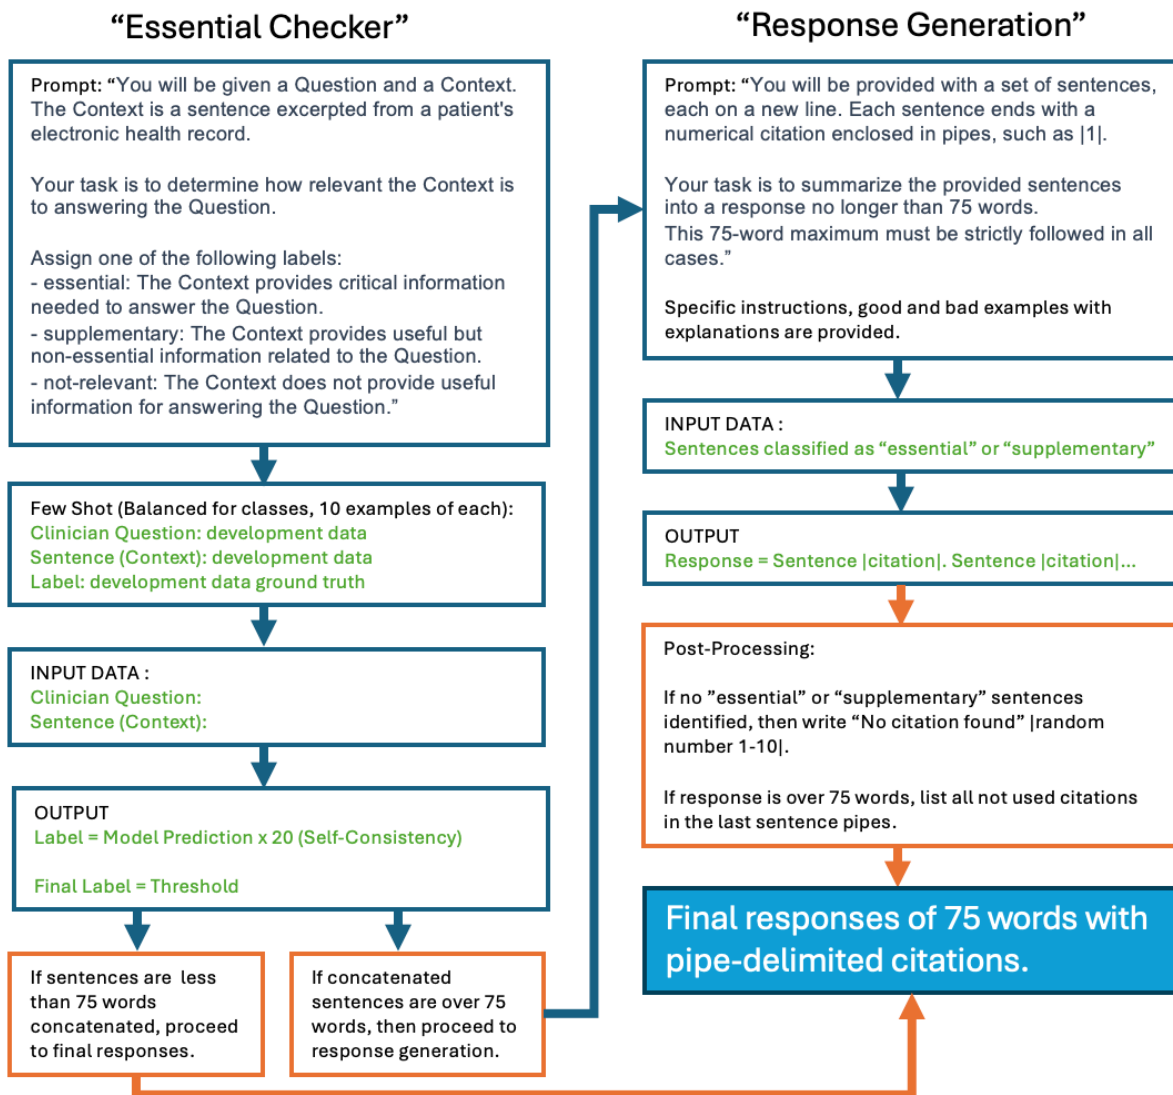 “Essential Checker”
Prompt: “You will be given a Question and a Context.
The Context is a sentence excerpted from a patient's
electronic health record.
Your task is to determine how relevant the Context is
to answering the Question.
Assign one of the following labels:
- essential: The Context provides critical information
needed to answer the Question.
- supplementary: The Context provides useful but
non-essential information related to the Question.
- not-relevant: The Context does not provide useful
information for answering the Question.”
Few Shot (Balanced for classes, 10 examples of each):
Clinician Question: development data
Sentence (Context): development data
Label: development data ground truth
INPUT DATA :
Clinician Question:
Sentence (Context):
OUTPUT
Label = Model Prediction x 20 (Self-Consistency)
Final Label = Threshold
If sentences are less
than 75 words
concatenated, proceed
to final responses.
If concatenated
sentences are over 75
words, then proceed to
response generation.
“Response Generation”
Prompt: “You will be provided with a set of sentences,
each on a new line. Each sentence ends with a
numerical citation enclosed in pipes, such as |1|.
Your task is to summarize the provided sentences
into a response no longer than 75 words.
This 75-word maximum must be strictly followed in all
cases.”
Specific instructions, good and bad examples with
explanations are provided.
INPUT DATA :
Sentences classified as “essential” or “supplementary”
OUTPUT
Response = Sentence |citation|. Sentence |citation|...
Post-Processing:
If no ”essential” or “supplementary” sentences
identified, then write “No citation found” |random
number 1-10|.
If response is over 75 words, list all not used citations
in the last sentence pipes.
Final responses of 75 words with
pipe-delimited citations.